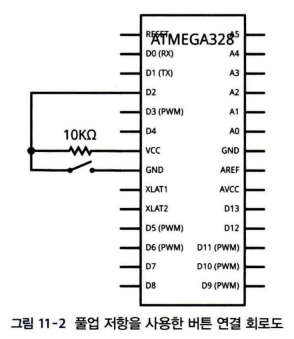 ATMEGA328
RESET A5
D0 (RX) A4
D1 (TX) A3
D2 A2
D3 (PWM) A1
D4 A0
10KΩ
VCC GND
GND AREF
XLAT1 AVCC
XLAT2 D13
D5 (PWM) D12
D6 (PWM) D11 (PWM)
D7 D10 (PWM)
D8 D9 (PWM)
그림 11-2 풀업 저항을 사용한 버튼 연결 회로도